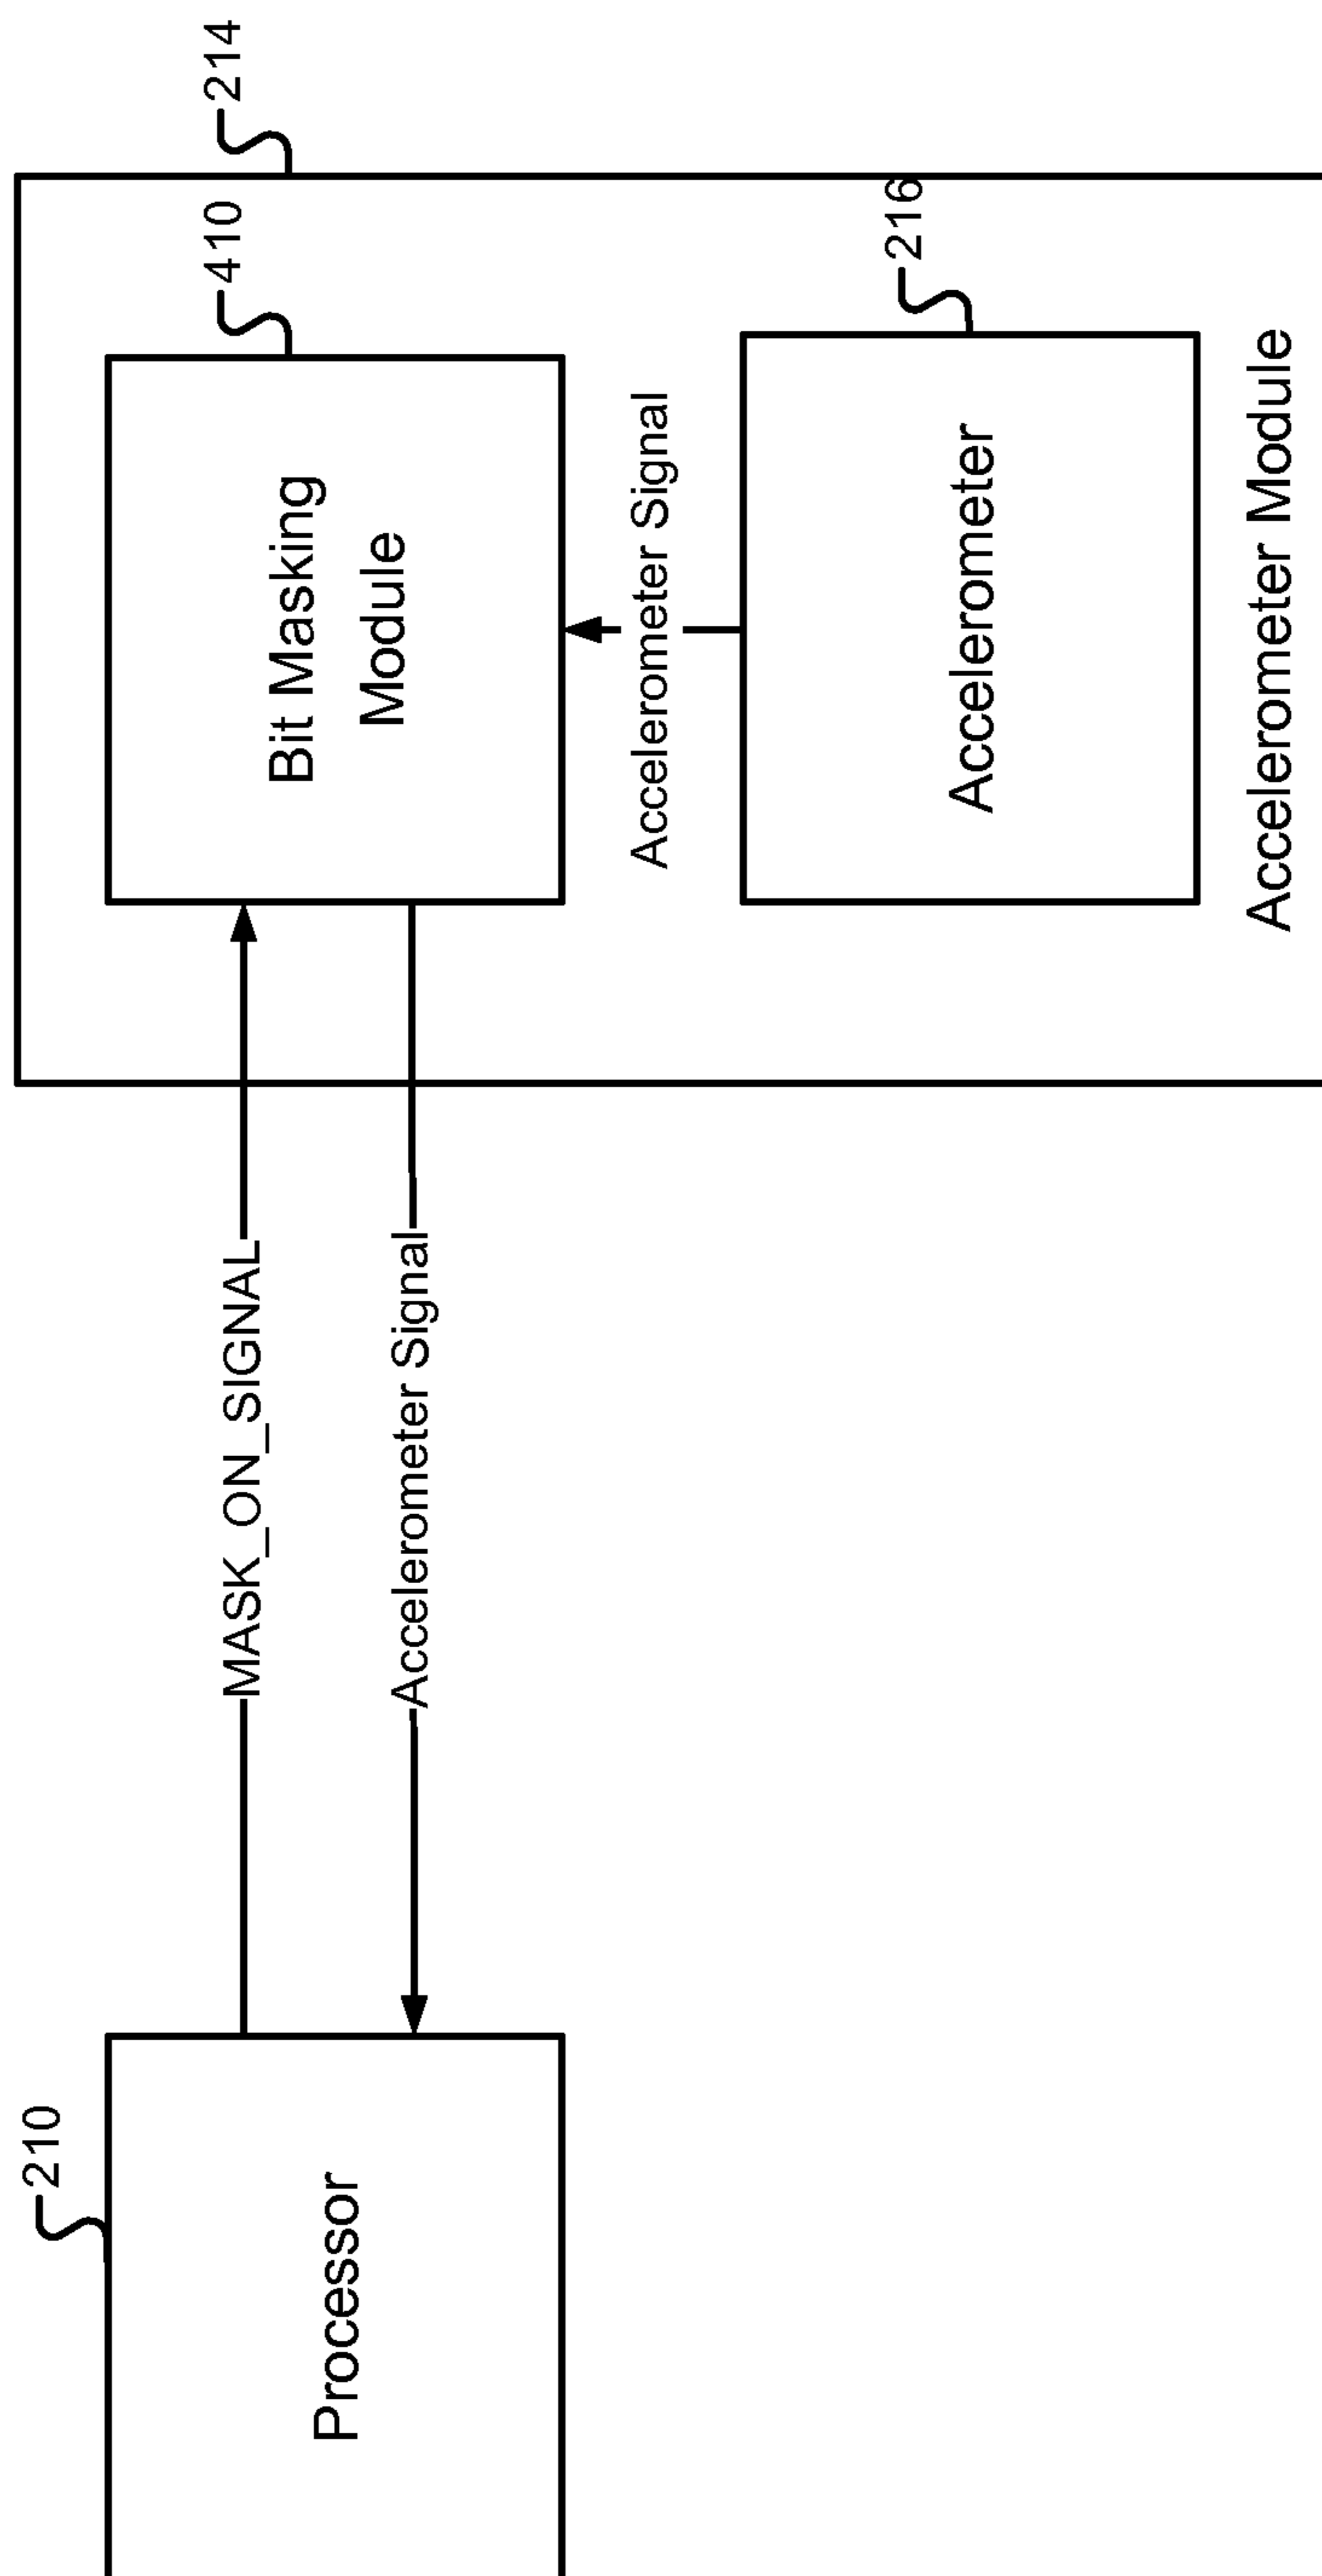 210
Processor
MASK_ON_SIGNAL
Accelerometer Signal
214
410
Bit Masking
Module
Accelerometer Signal
216
Accelerometer
Accelerometer Module